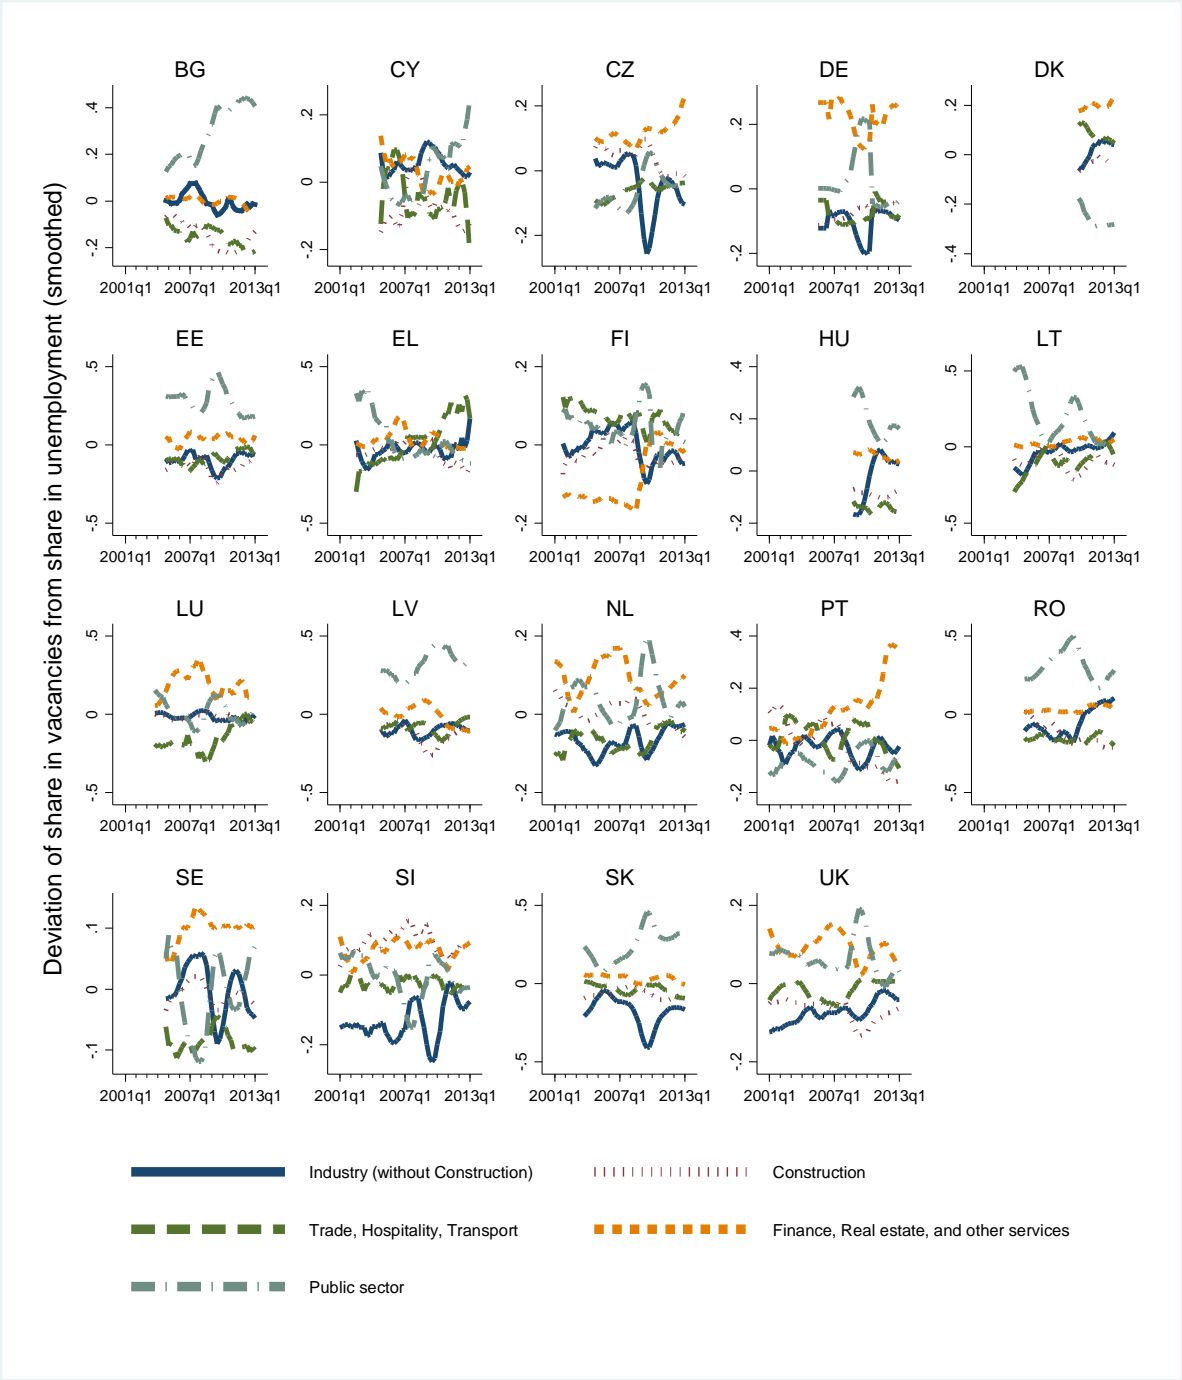 Deviation of share in vacancies from share in unemployment (smoothed)
BG CY CZ DE DK
.4 .2 0 -.2
.2 0 -.2
.2 0 -.2
.2 0 -.2
.2 0 -.2 -.4
2001q1 2007q1 2013q1 2001q1 2007q1 2013q1 2001q1 2007q1 2013q1 2001q1 2007q1 2013q1 2001q1 2007q1 2013q1
EE EL FI HU LT
.5 0 -.5
.5 0 -.5
.2 0 -.2
.4 .2 0 -.2
.5 0 -.5
2001q1 2007q1 2013q1 2001q1 2007q1 2013q1 2001q1 2007q1 2013q1 2001q1 2007q1 2013q1 2001q1 2007q1 2013q1
LU LV NL PT RO
.5 0 -.5
.5 0 -.5
.2 0 -.2
.4 .2 0 -.2
.5 0 -.5
2001q1 2007q1 2013q1 2001q1 2007q1 2013q1 2001q1 2007q1 2013q1 2001q1 2007q1 2013q1 2001q1 2007q1 2013q1
SE SI SK UK
.1 0 -.1
.2 0 -.2
.5 0 -.5
.2 0 -.2
2001q1 2007q1 2013q1 2001q1 2007q1 2013q1 2001q1 2007q1 2013q1 2001q1 2007q1 2013q1
Industry (without Construction) Construction
Trade, Hospitality, Transport Finance, Real estate, and other services
Public sector